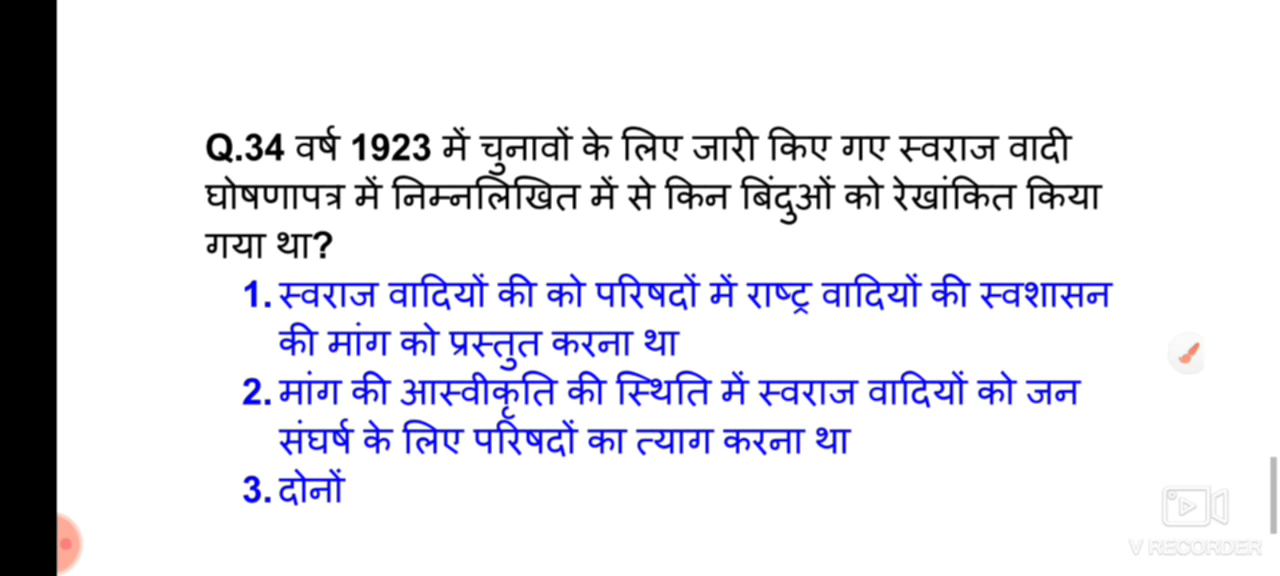 Q.34 वर्ष 1923 में चुनावों के लिए जारी किए गए स्वराज वादी
घोषणापत्र में निम्नलिखित में से किन बिंदुओं को रेखांकित किया
गया था?
1. स्वराज वादियों की को परिषदों में राष्ट्र वादियों की स्वशासन
की मांग को प्रस्तुत करना था
2. मांग की आस्वीकृति की स्थिति में स्वराज वादियों को जन
संघर्ष के लिए परिषदों का त्याग करना था
3. दोनों
V RECORDER